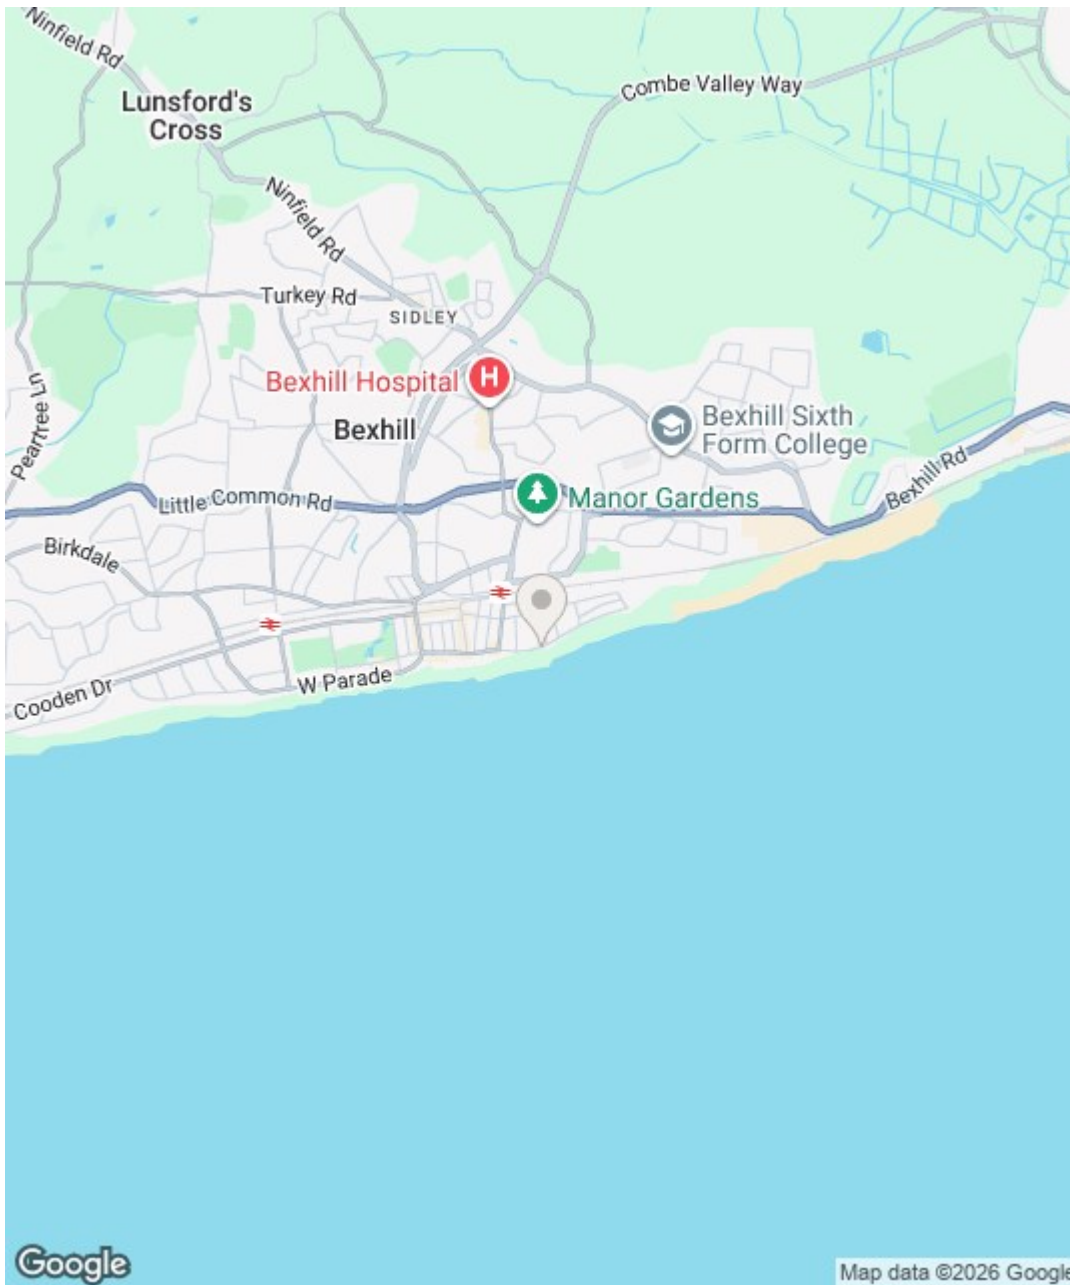 Ninfield Rd
Combe Valley Way
Lunsford's
Cross
Ninfield Rd
Turkey Rd
SIDLEY
Peartree Ln
Bexhill Hospital
H
Bexhill
Bexhill Sixth
Form College
Bexhill Rd
Little Common Rd
Manor Gardens
Birkdale
W Parade
Cooden Dr
Google
Map data ©2026 Google